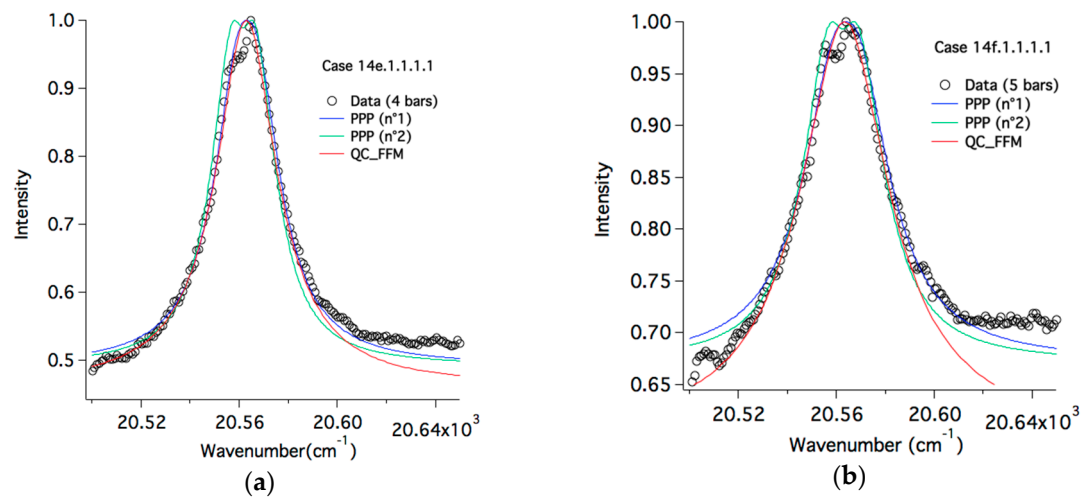 1.0
0.9
0.8
0.7
0.6
0.5
Intensity
Case 14e.1.1.1.1
Data (4 bars)
PPP (n°1)
PPP (n°2)
QC_FFM
20.52
20.56
20.60
20.64x10³
Wavenumber(cm⁻¹)
(a)
1.00
0.95
0.90
0.85
0.80
0.75
0.70
0.65
Intensity
Case 14f.1.1.1.1
Data (5 bars)
PPP (n°1)
PPP (n°2)
QC_FFM
20.52
20.56
20.60
20.64x10³
Wavenumber (cm⁻¹)
(b)